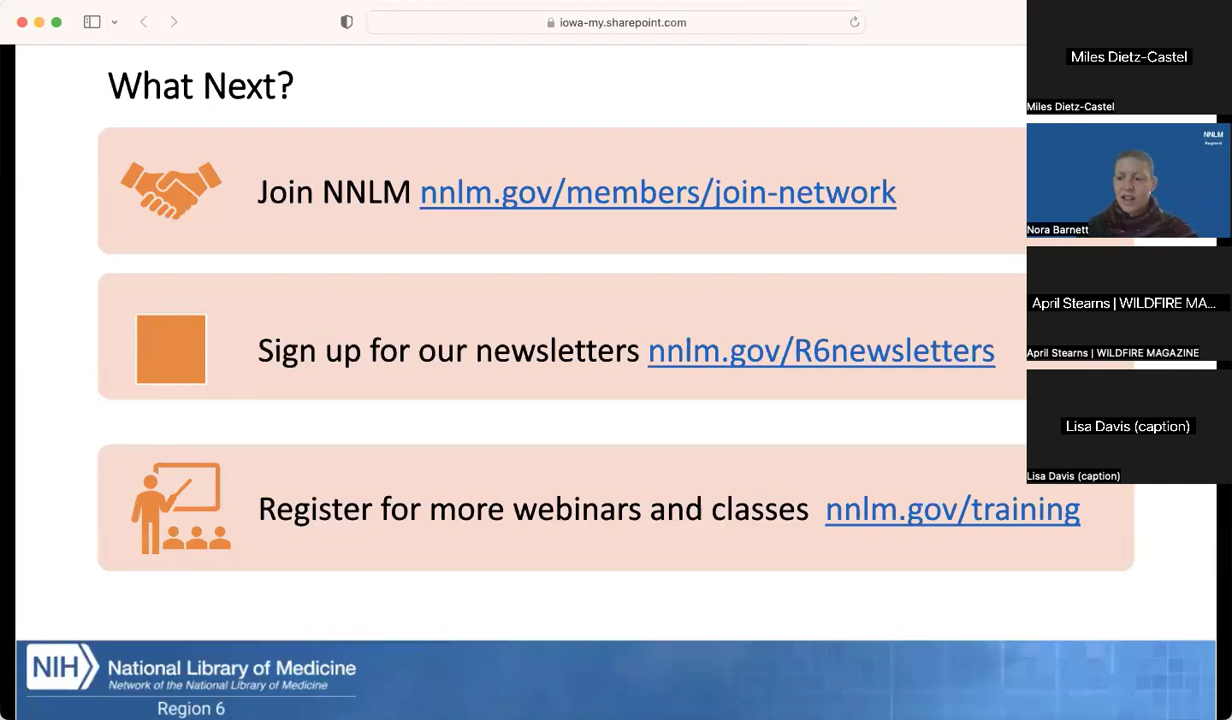 iowa-my.sharepoint.com
What Next?
Join NNLM nnlm.gov/members/join-network
Sign up for our newsletters nnlm.gov/R6newsletters
Register for more webinars and classes nnlm.gov/training
NIH National Library of Medicine
Network of the National Library of Medicine
Region 6
Miles Dietz-Castel
Miles Dietz-Castel
NNLM
Region 6
Nora Barnett
April Stearns | WILDFIRE MA...
April Stearns | WILDFIRE MAGAZINE
Lisa Davis (caption)
Lisa Davis (caption)